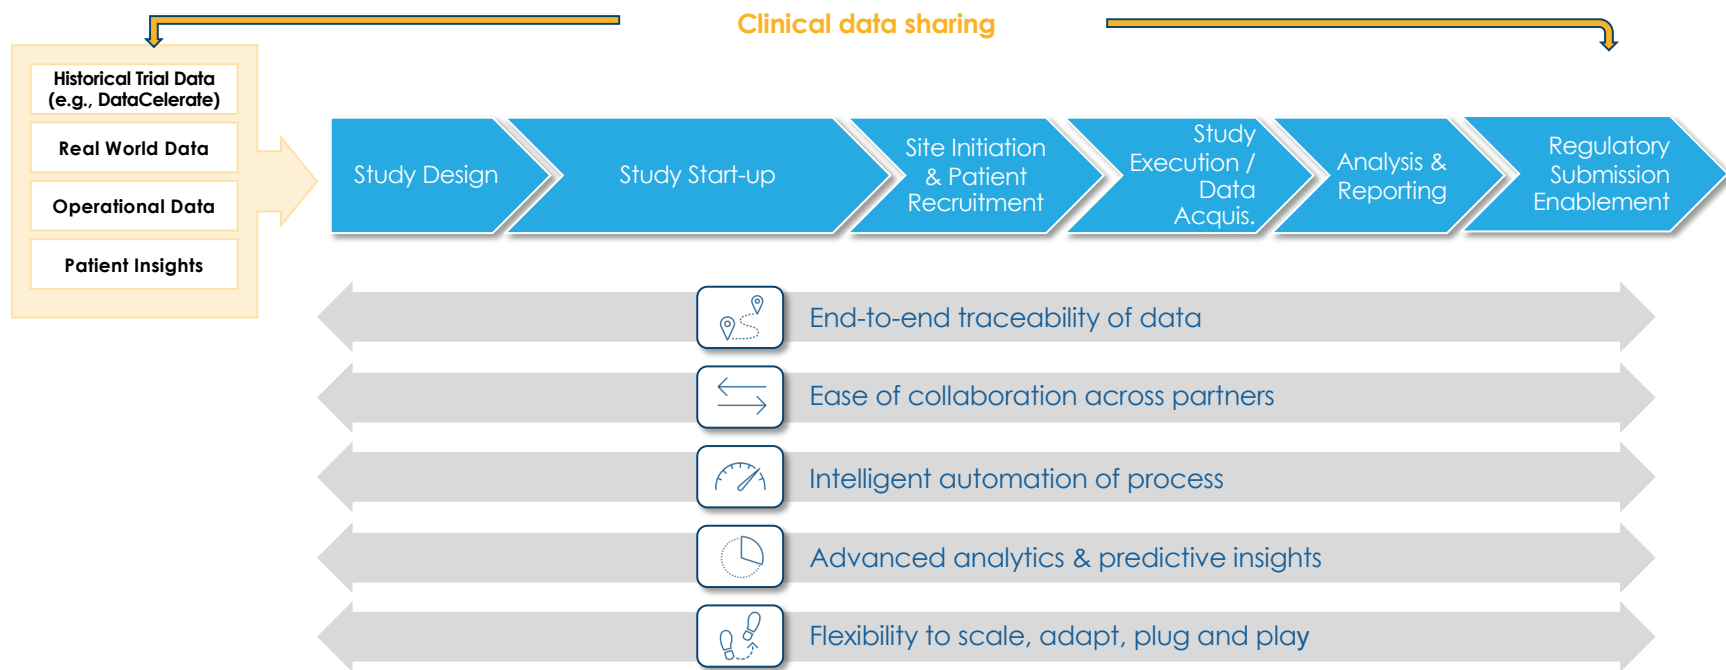 Clinical data sharing
Historical Trial Data
(e.g., DataCelerate)
Real World Data
Operational Data
Patient Insights
Study Design
Study Start-up
Site Initiation
& Patient
Recruitment
Study
Execution /
Data
Acquis.
Analysis &
Reporting
Regulatory
Submission
Enablement
End-to-end traceability of data
Ease of collaboration across partners
Intelligent automation of process
Advanced analytics & predictive insights
Flexibility to scale, adapt, plug and play